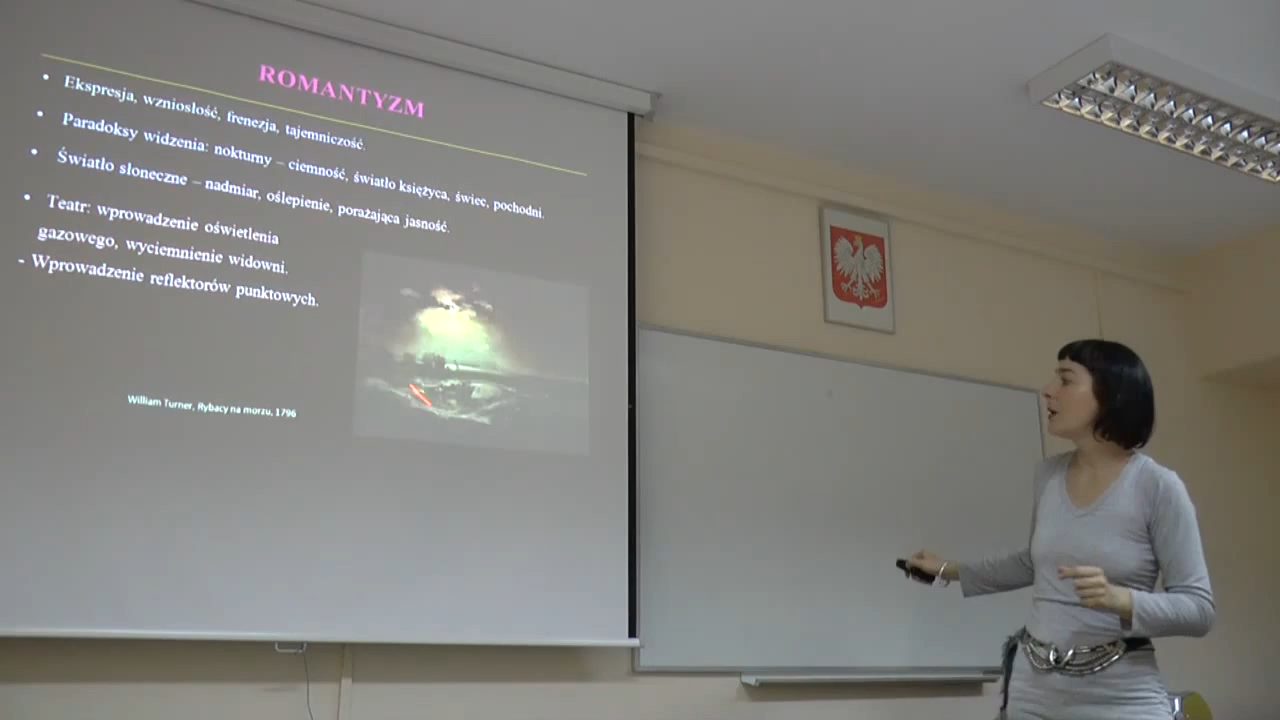 ROMANTYZM
• Ekspresja, wzniosłość, frenezja, tajemniczość.
• Paradoksy widzenia: nokturny – ciemność, światło księżyca, świec, pochodni.
• Światło słoneczne – nadmiar, oślepienie, porażająca jasność.
• Teatr: wprowadzenie oświetlenia
gazowego, wyciemnienie widowni.
- Wprowadzenie reflektorów punktowych.
William Turner, Rybacy na morzu, 1796